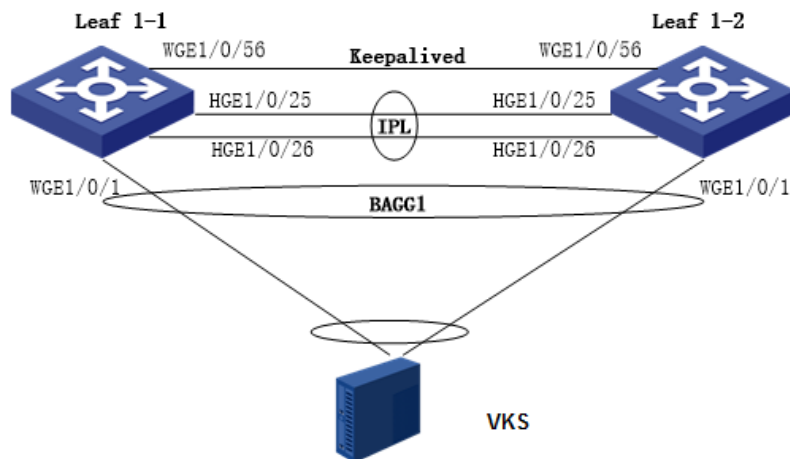 Leaf 1-1
Leaf 1-2
WGE1/0/56
Keepalived
WGE1/0/56
HGE1/0/25
HGE1/0/25
IPL
HGE1/0/26
HGE1/0/26
WGE1/0/1
BAGG1
WGE1/0/1
VKS